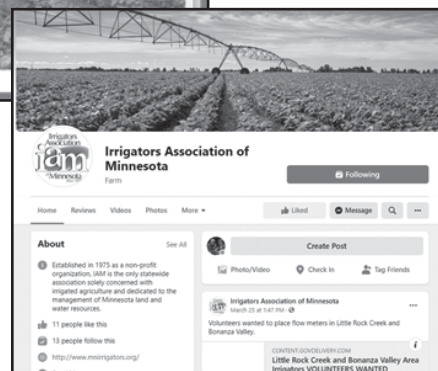 Irrigators
Association
iam
of Minnesota
Irrigators Association of
Minnesota
Farm
Following
Home Reviews Videos Photos More
Liked Message
About See All
Established in 1975 as a non-profit
organization, IAM is the only statewide
association solely concerned with
irrigated agriculture and dedicated to the
management of Minnesota land and
water resources.
11 people like this
13 people follow this
http://www.mnirrigators.org/
Create Post
Photo/Video Check in Tag Friends
Irrigators Association of Minnesota
March 25 at 1:47 PM
Volunteers wanted to place flow meters in Little Rock Creek and
Bonanza Valley.
CONTENT.GOVDELIVERY.COM
Little Rock Creek and Bonanza Valley Area
Irrigators VOLUNTEERS WANTED